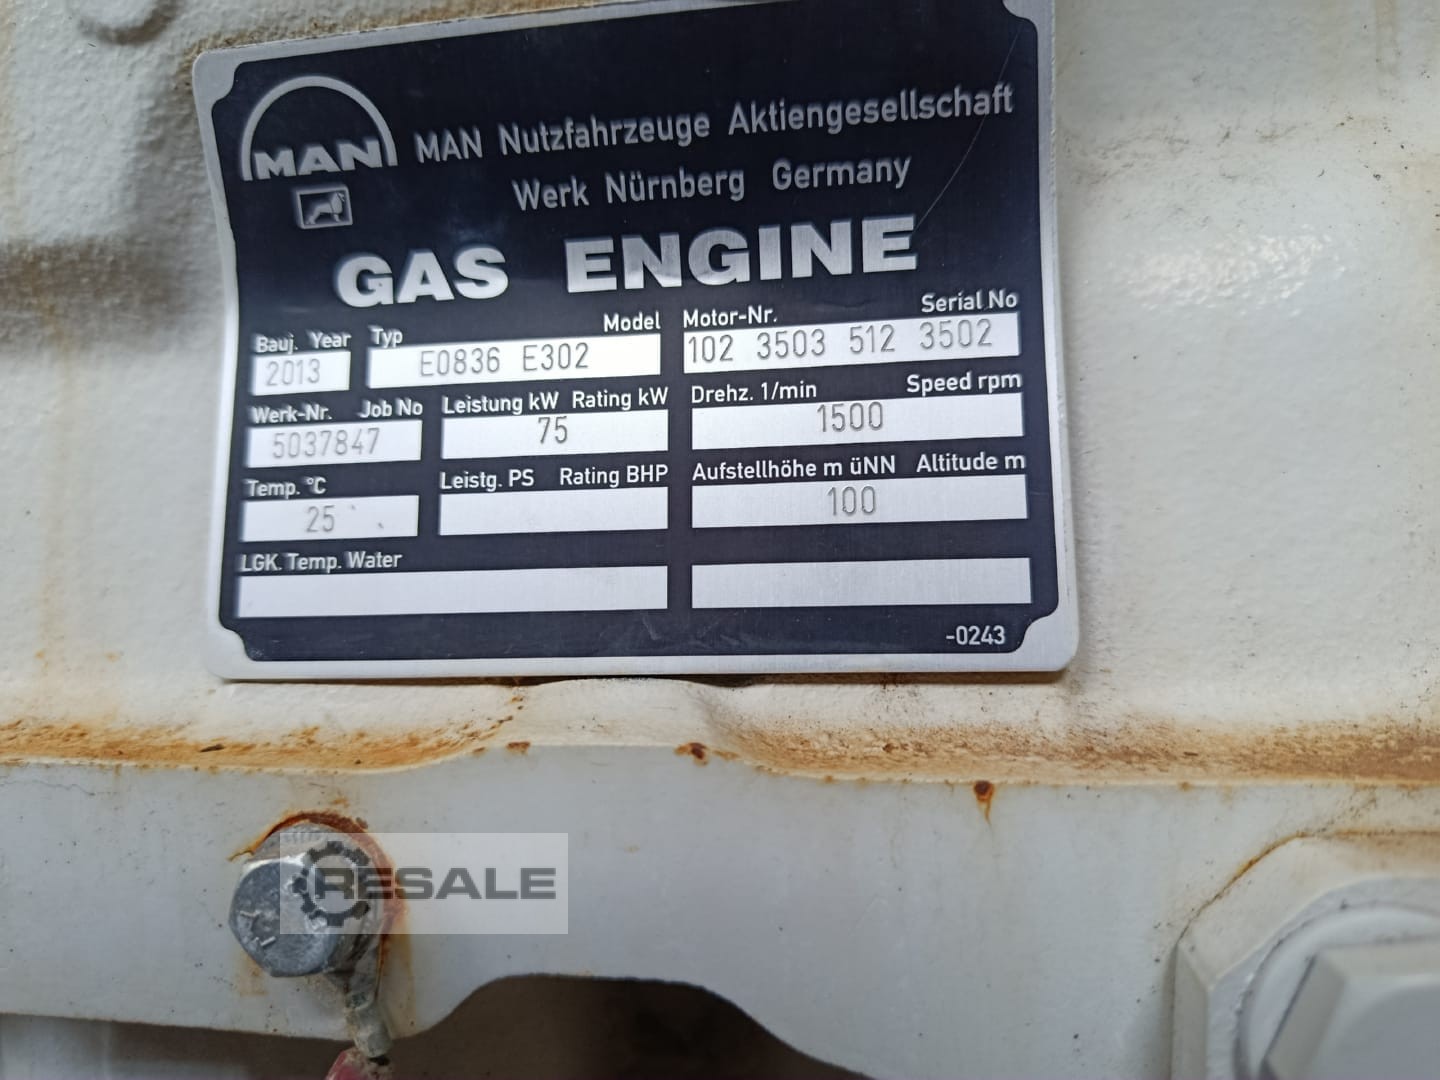 MAN
MAN Nutzfahrzeuge Aktiengesellschaft
Werk Nürnberg Germany
GAS ENGINE
Bauj. Year Typ Model Motor-Nr. Serial No
2013 E0836 E302 102 3503 512 3502
Werk-Nr. Job No Leistung kW Rating kW Drehz. 1/min Speed rpm
5037847 75 1500
Temp. °C Leistg. PS Rating BHP Aufstellhöhe m üNN Altitude m
25 100
LGK. Temp. Water
-0243
RESALE